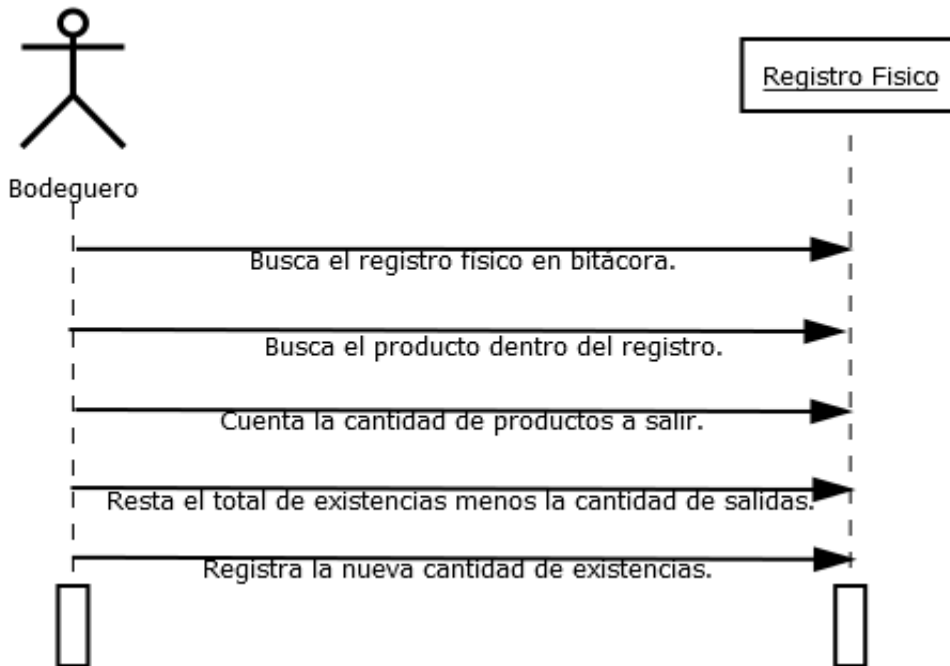 Registro Fisico
Bodeguero
Busca el registro físico en bitácora.
Busca el producto dentro del registro.
Cuenta la cantidad de productos a salir.
Resta el total de existencias menos la cantidad de salidas.
Registra la nueva cantidad de existencias.